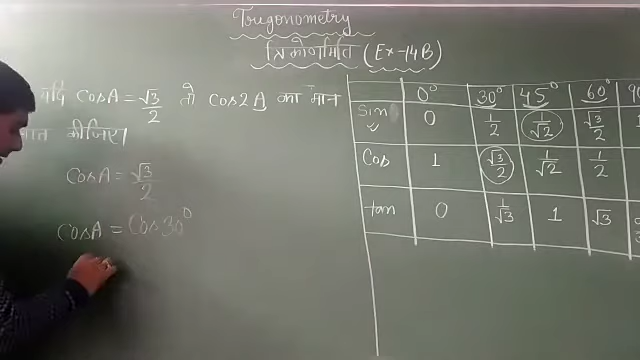 Trigonometry
त्रिकोणमिति (Ex-14B)
यदि CosA = √3/2 तो Cos2A का मान
ज्ञात कीजिए।
CosA = √3/2
CosA = Cos30°
0° 30° 45° 60° 90
Sin 0 1/2 1/√2 √3/2 1
Cos 1 √3/2 1/√2 1/2
tan 0 1/√3 1 √3